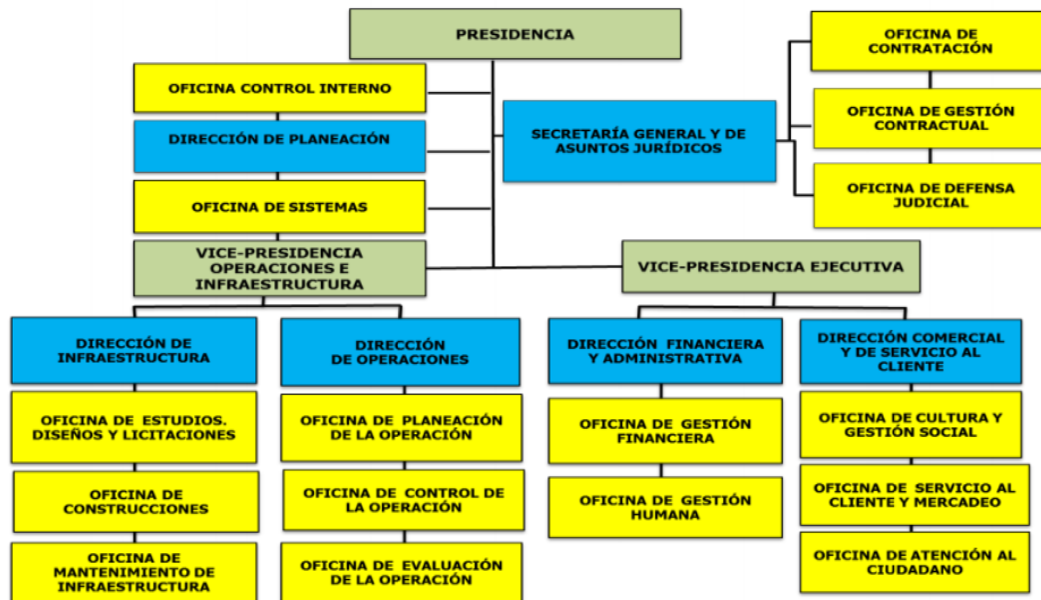 PRESIDENCIA
OFICINA DE
CONTRATACIÓN
OFICINA CONTROL INTERNO
OFICINA DE GESTIÓN
CONTRACTUAL
DIRECCIÓN DE PLANEACIÓN
SECRETARÍA GENERAL Y DE
ASUNTOS JURÍDICOS
OFICINA DE DEFENSA
JUDICIAL
OFICINA DE SISTEMAS
VICE-PRESIDENCIA
OPERACIONES E
INFRAESTRUCTURA
VICE-PRESIDENCIA EJECUTIVA
DIRECCIÓN DE
INFRAESTRUCTURA
DIRECCIÓN
DE OPERACIONES
DIRECCIÓN FINANCIERA
Y ADMINISTRATIVA
DIRECCIÓN COMERCIAL
Y DE SERVICIO AL
CLIENTE
OFICINA DE ESTUDIOS.
DISEÑOS Y LICITACIONES
OFICINA DE PLANEACIÓN
DE LA OPERACIÓN
OFICINA DE GESTIÓN
FINANCIERA
OFICINA DE CULTURA Y
GESTIÓN SOCIAL
OFICINA DE
CONSTRUCCIONES
OFICINA DE CONTROL DE
LA OPERACIÓN
OFICINA DE GESTIÓN
HUMANA
OFICINA DE SERVICIO AL
CLIENTE Y MERCADEO
OFICINA DE
MANTENIMIENTO DE
INFRAESTRUCTURA
OFICINA DE EVALUACIÓN
DE LA OPERACIÓN
OFICINA DE ATENCIÓN AL
CIUDADANO